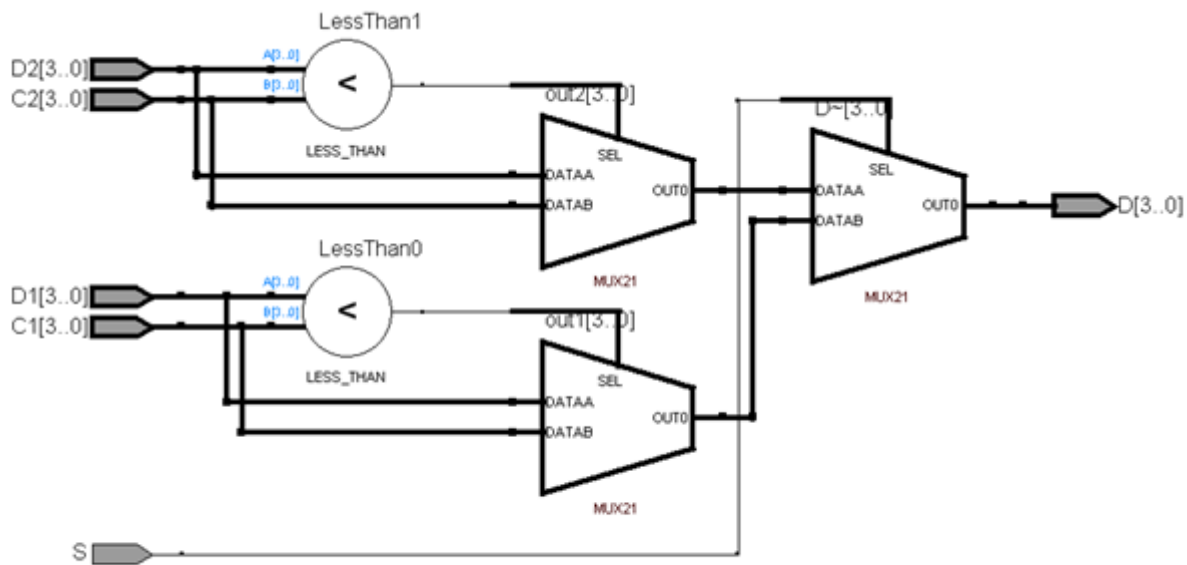 LessThan1
D2[3..0]
A[3..0]
C2[3..0]
B[3..0]
<
LESS_THAN
out2[3..0]
SEL
DATAA
DATAB
OUT0
MUX21
D~[3..0]
SEL
DATAA
DATAB
OUT0
MUX21
D[3..0]
LessThan0
D1[3..0]
A[3..0]
C1[3..0]
B[3..0]
<
LESS_THAN
out1[3..0]
SEL
DATAA
DATAB
OUT0
MUX21
S